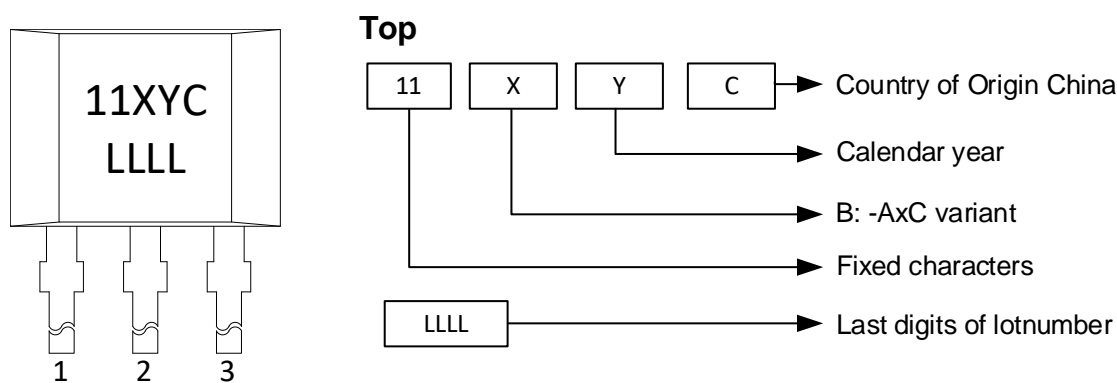 11XYC
LLLL
1 2 3
Top
11 X Y C Country of Origin China
Calendar year
B: -AxC variant
Fixed characters
LLLL Last digits of lotnumber